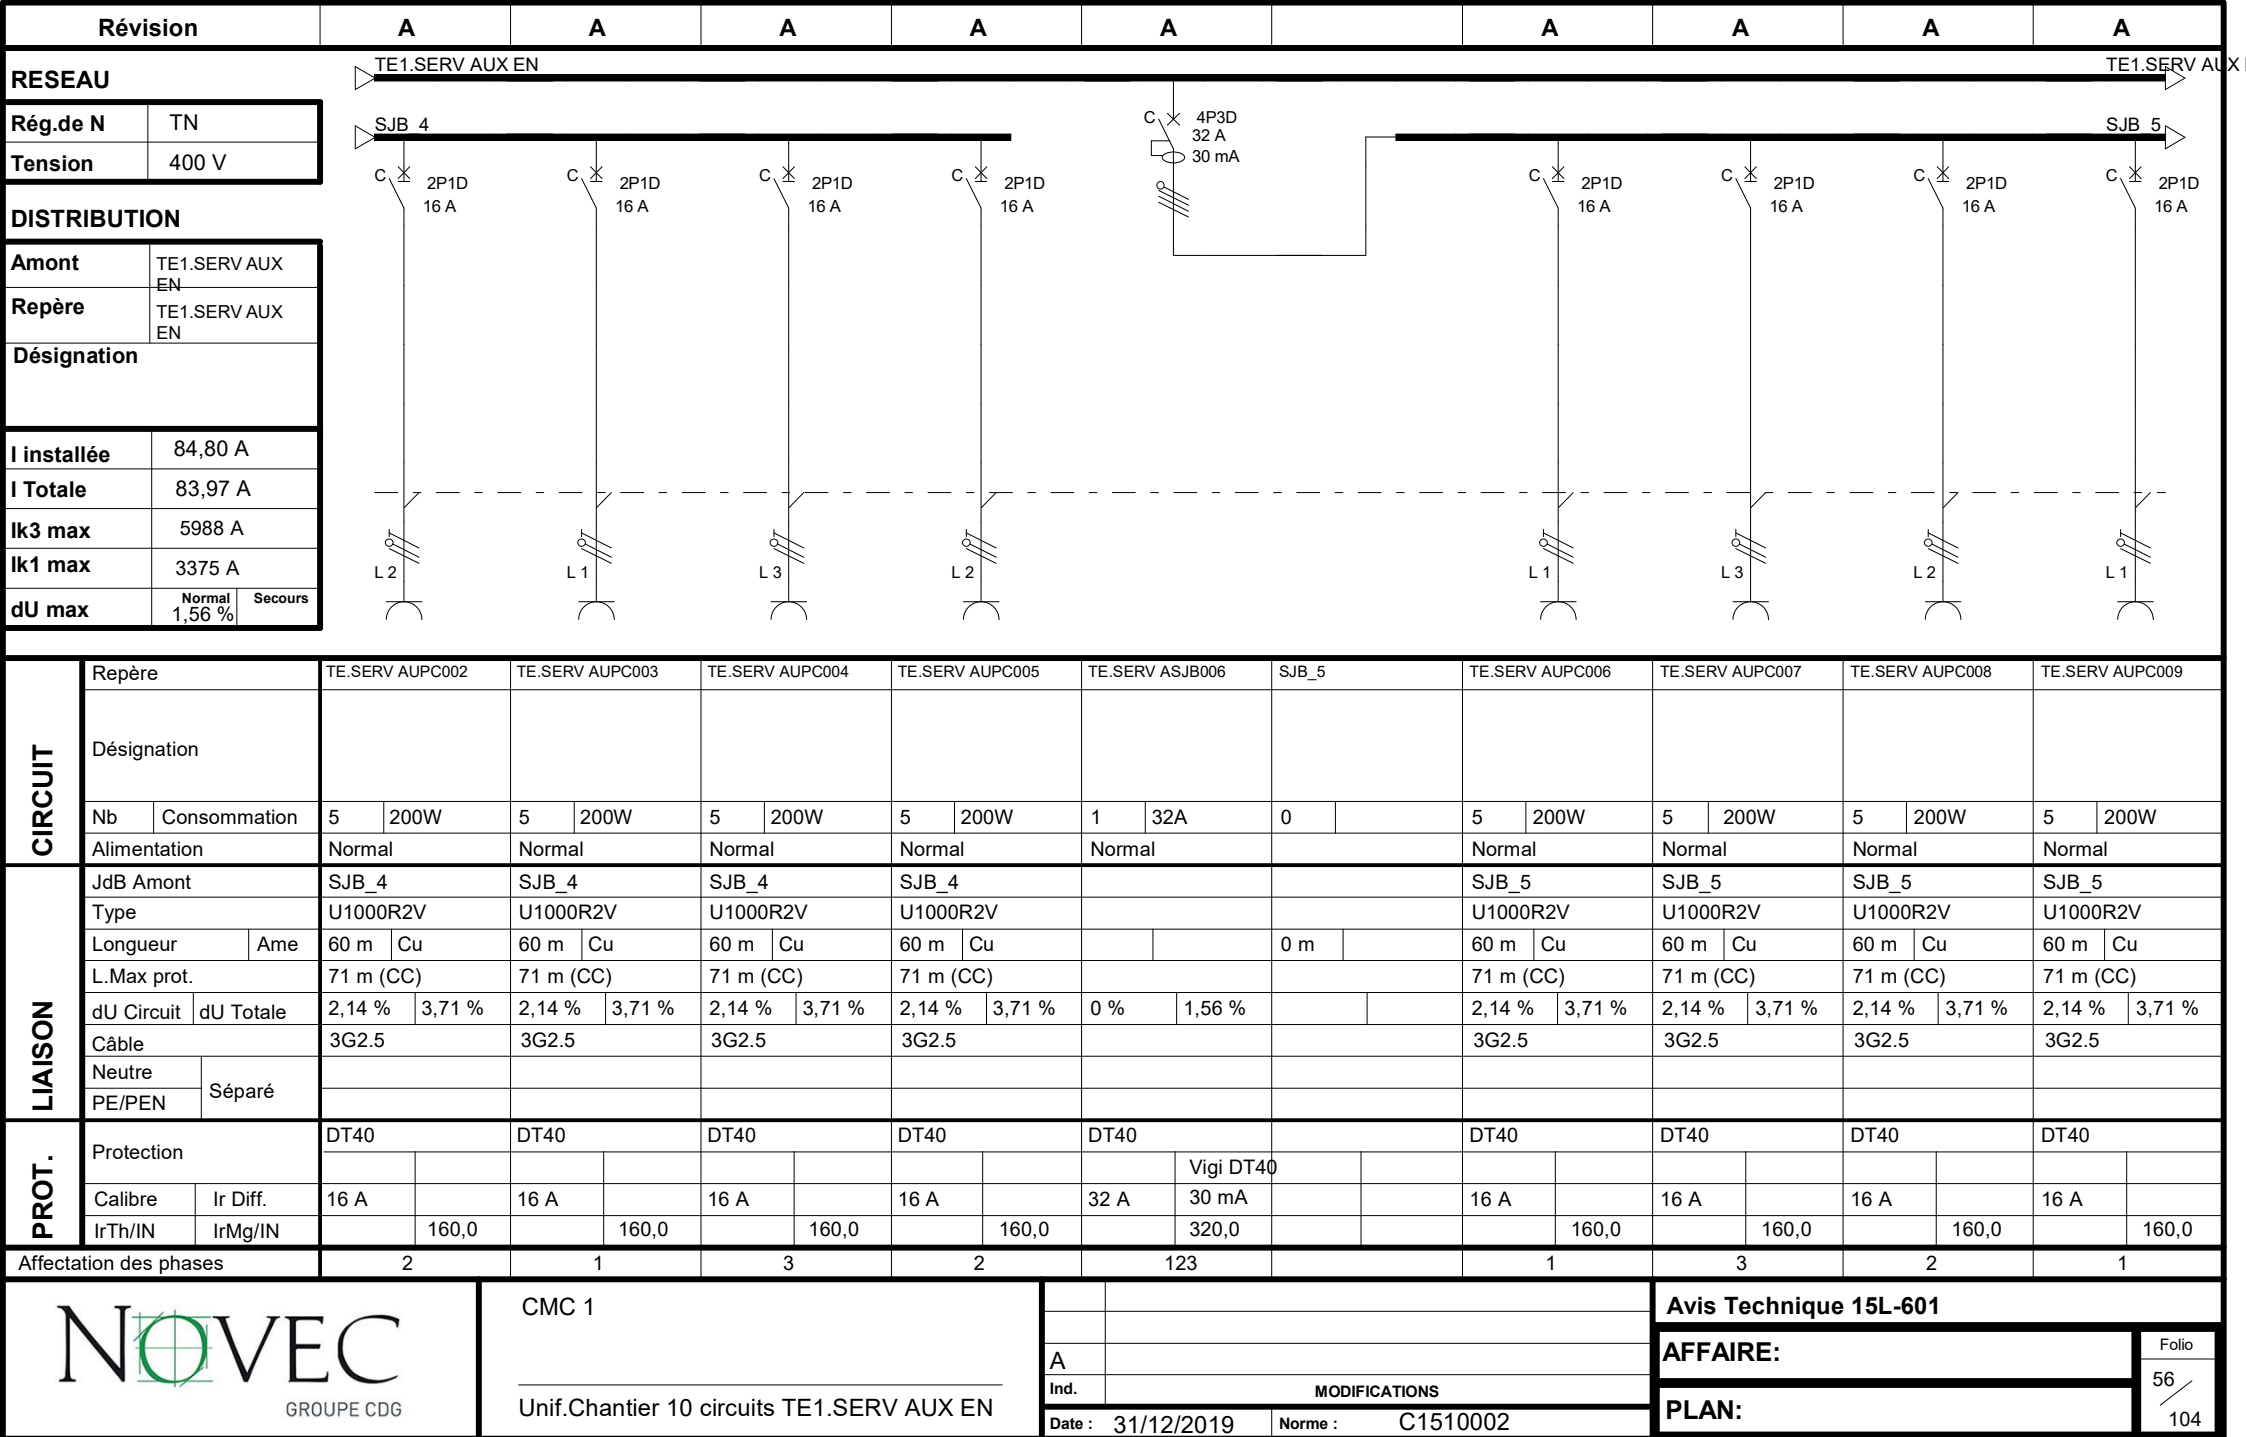 Révision A A A A A A A A A
RESEAU
TE1.SERV AUX EN TE1.SERV AUX
Rég.de N TN
Tension 400 V
SJB_4 SJB_5
C 4P3D
32 A
30 mA
C 2P1D C 2P1D C 2P1D C 2P1D C 2P1D C 2P1D C 2P1D C 2P1D
16 A 16 A 16 A 16 A 16 A 16 A 16 A 16 A
DISTRIBUTION
Amont TE1.SERV AUX
EN
Repère TE1.SERV AUX
EN
Désignation
I installée 84,80 A
I Totale 83,97 A
Ik3 max 5988 A
Ik1 max 3375 A
dU max Normal Secours
1,56 %
L 2 L 1 L 3 L 2 L 1 L 3 L 2 L 1
CIRCUIT
Repère TE.SERV AUPC002 TE.SERV AUPC003 TE.SERV AUPC004 TE.SERV AUPC005 TE.SERV ASJB006 SJB_5 TE.SERV AUPC006 TE.SERV AUPC007 TE.SERV AUPC008 TE.SERV AUPC009
Désignation
Nb Consommation 5 200W 5 200W 5 200W 5 200W 1 32A 0 5 200W 5 200W 5 200W 5 200W
Alimentation Normal Normal Normal Normal Normal Normal Normal Normal Normal
LIAISON
JdB Amont SJB_4 SJB_4 SJB_4 SJB_4 SJB_5 SJB_5 SJB_5 SJB_5
Type U1000R2V U1000R2V U1000R2V U1000R2V U1000R2V U1000R2V U1000R2V U1000R2V
Longueur Ame 60 m Cu 60 m Cu 60 m Cu 60 m Cu 0 m 60 m Cu 60 m Cu 60 m Cu 60 m Cu
L.Max prot. 71 m (CC) 71 m (CC) 71 m (CC) 71 m (CC) 71 m (CC) 71 m (CC) 71 m (CC) 71 m (CC)
dU Circuit dU Totale 2,14 % 3,71 % 2,14 % 3,71 % 2,14 % 3,71 % 2,14 % 3,71 % 0 % 1,56 % 2,14 % 3,71 % 2,14 % 3,71 % 2,14 % 3,71 % 2,14 % 3,71 %
Câble 3G2.5 3G2.5 3G2.5 3G2.5 3G2.5 3G2.5 3G2.5 3G2.5
Neutre
Séparé
PE/PEN
PROT.
Protection DT40 DT40 DT40 DT40 DT40 DT40 DT40 DT40 DT40
Vigi DT40
Calibre Ir Diff. 16 A 16 A 16 A 16 A 32 A 30 mA 16 A 16 A 16 A 16 A
IrTh/IN IrMg/IN 160,0 160,0 160,0 160,0 320,0 160,0 160,0 160,0 160,0
Affectation des phases 2 1 3 2 123 1 3 2 1
NOVEC
GROUPE CDG
CMC 1
Unif.Chantier 10 circuits TE1.SERV AUX EN
A
Ind. MODIFICATIONS
Date : 31/12/2019 Norme : C1510002
Avis Technique 15L-601
AFFAIRE:
PLAN:
Folio
56
104